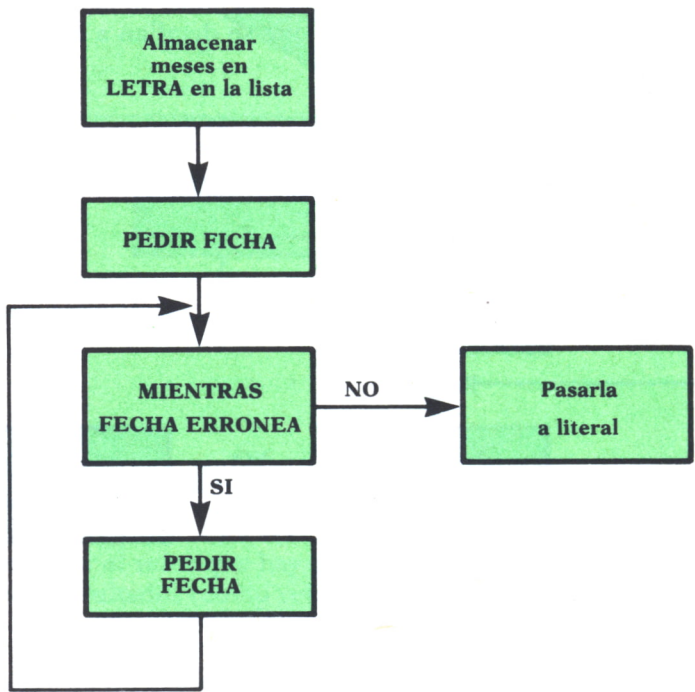 Almacenar
meses en
LETRA en la lista
PEDIR FICHA
MIENTRAS
FECHA ERRONEA
NO
Pasarla
a literal
SI
PEDIR
FECHA